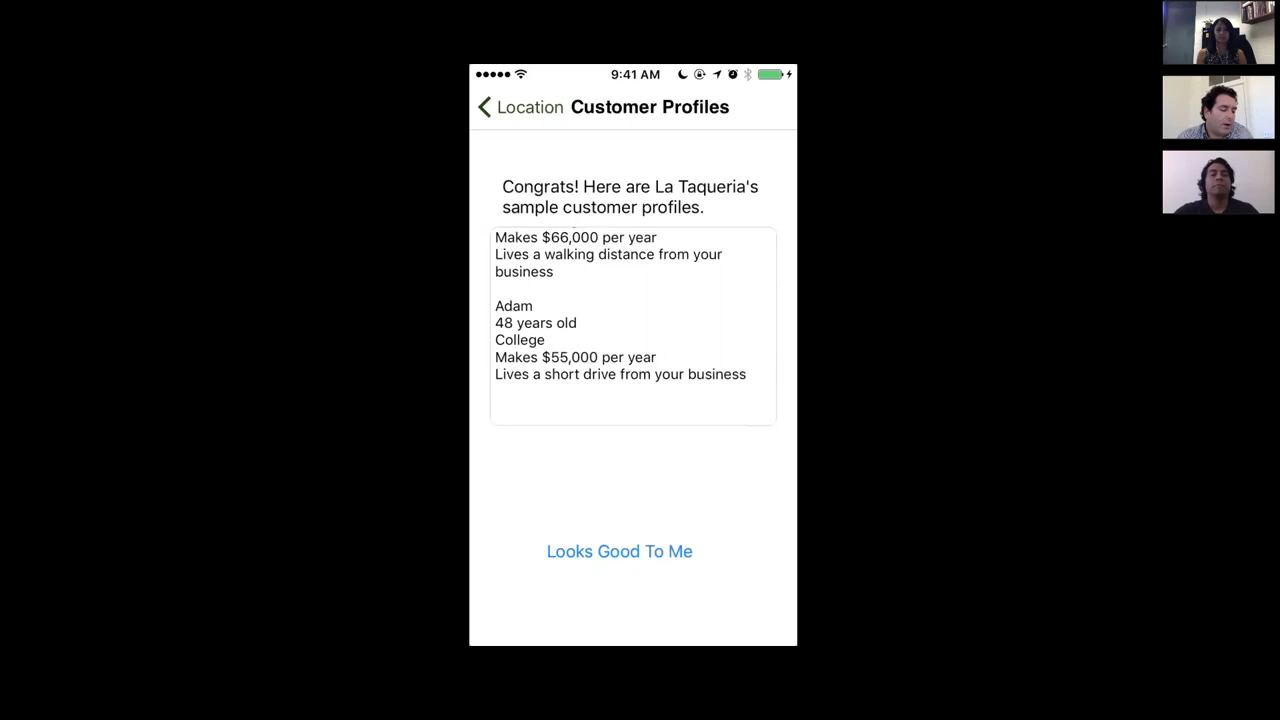 9:41 AM
Location Customer Profiles
Congrats! Here are La Taqueria's
sample customer profiles.
Makes $66,000 per year
Lives a walking distance from your
business
Adam
48 years old
College
Makes $55,000 per year
Lives a short drive from your business
Looks Good To Me